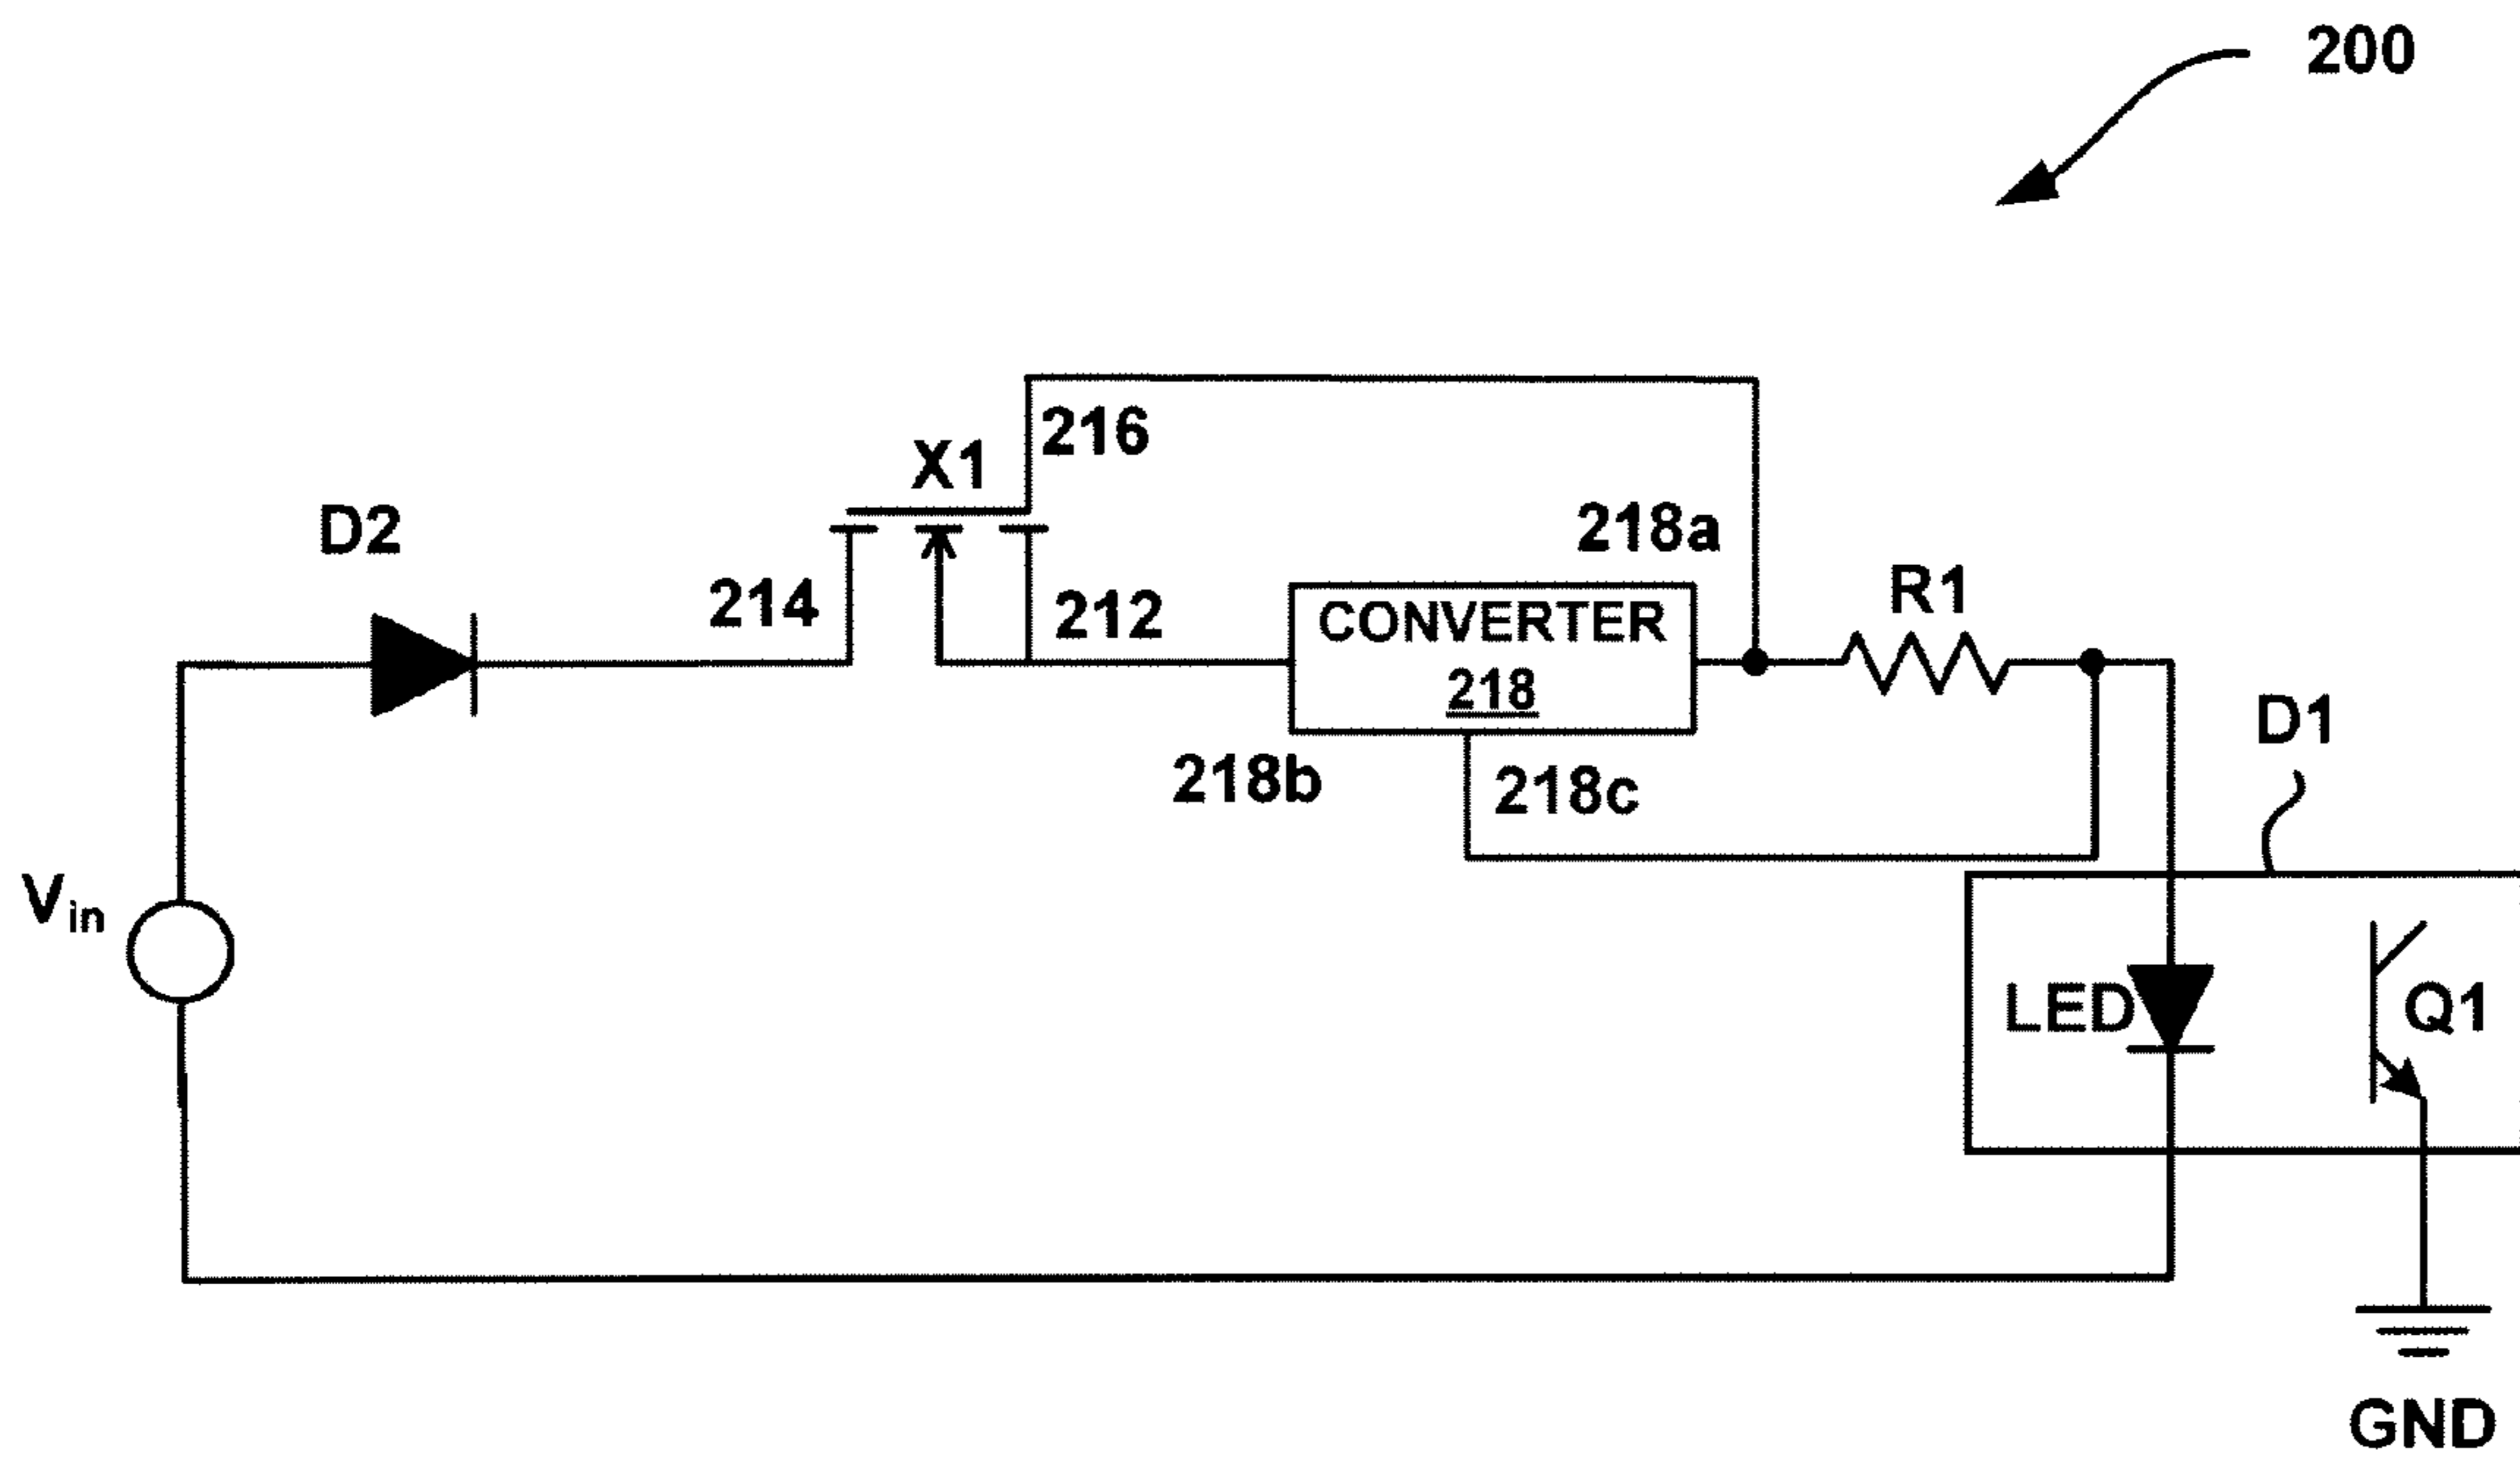 200
216
X1
D2
218a
R1
214
212
CONVERTER
218
D1
218b
218c
Vin
LED
Q1
GND